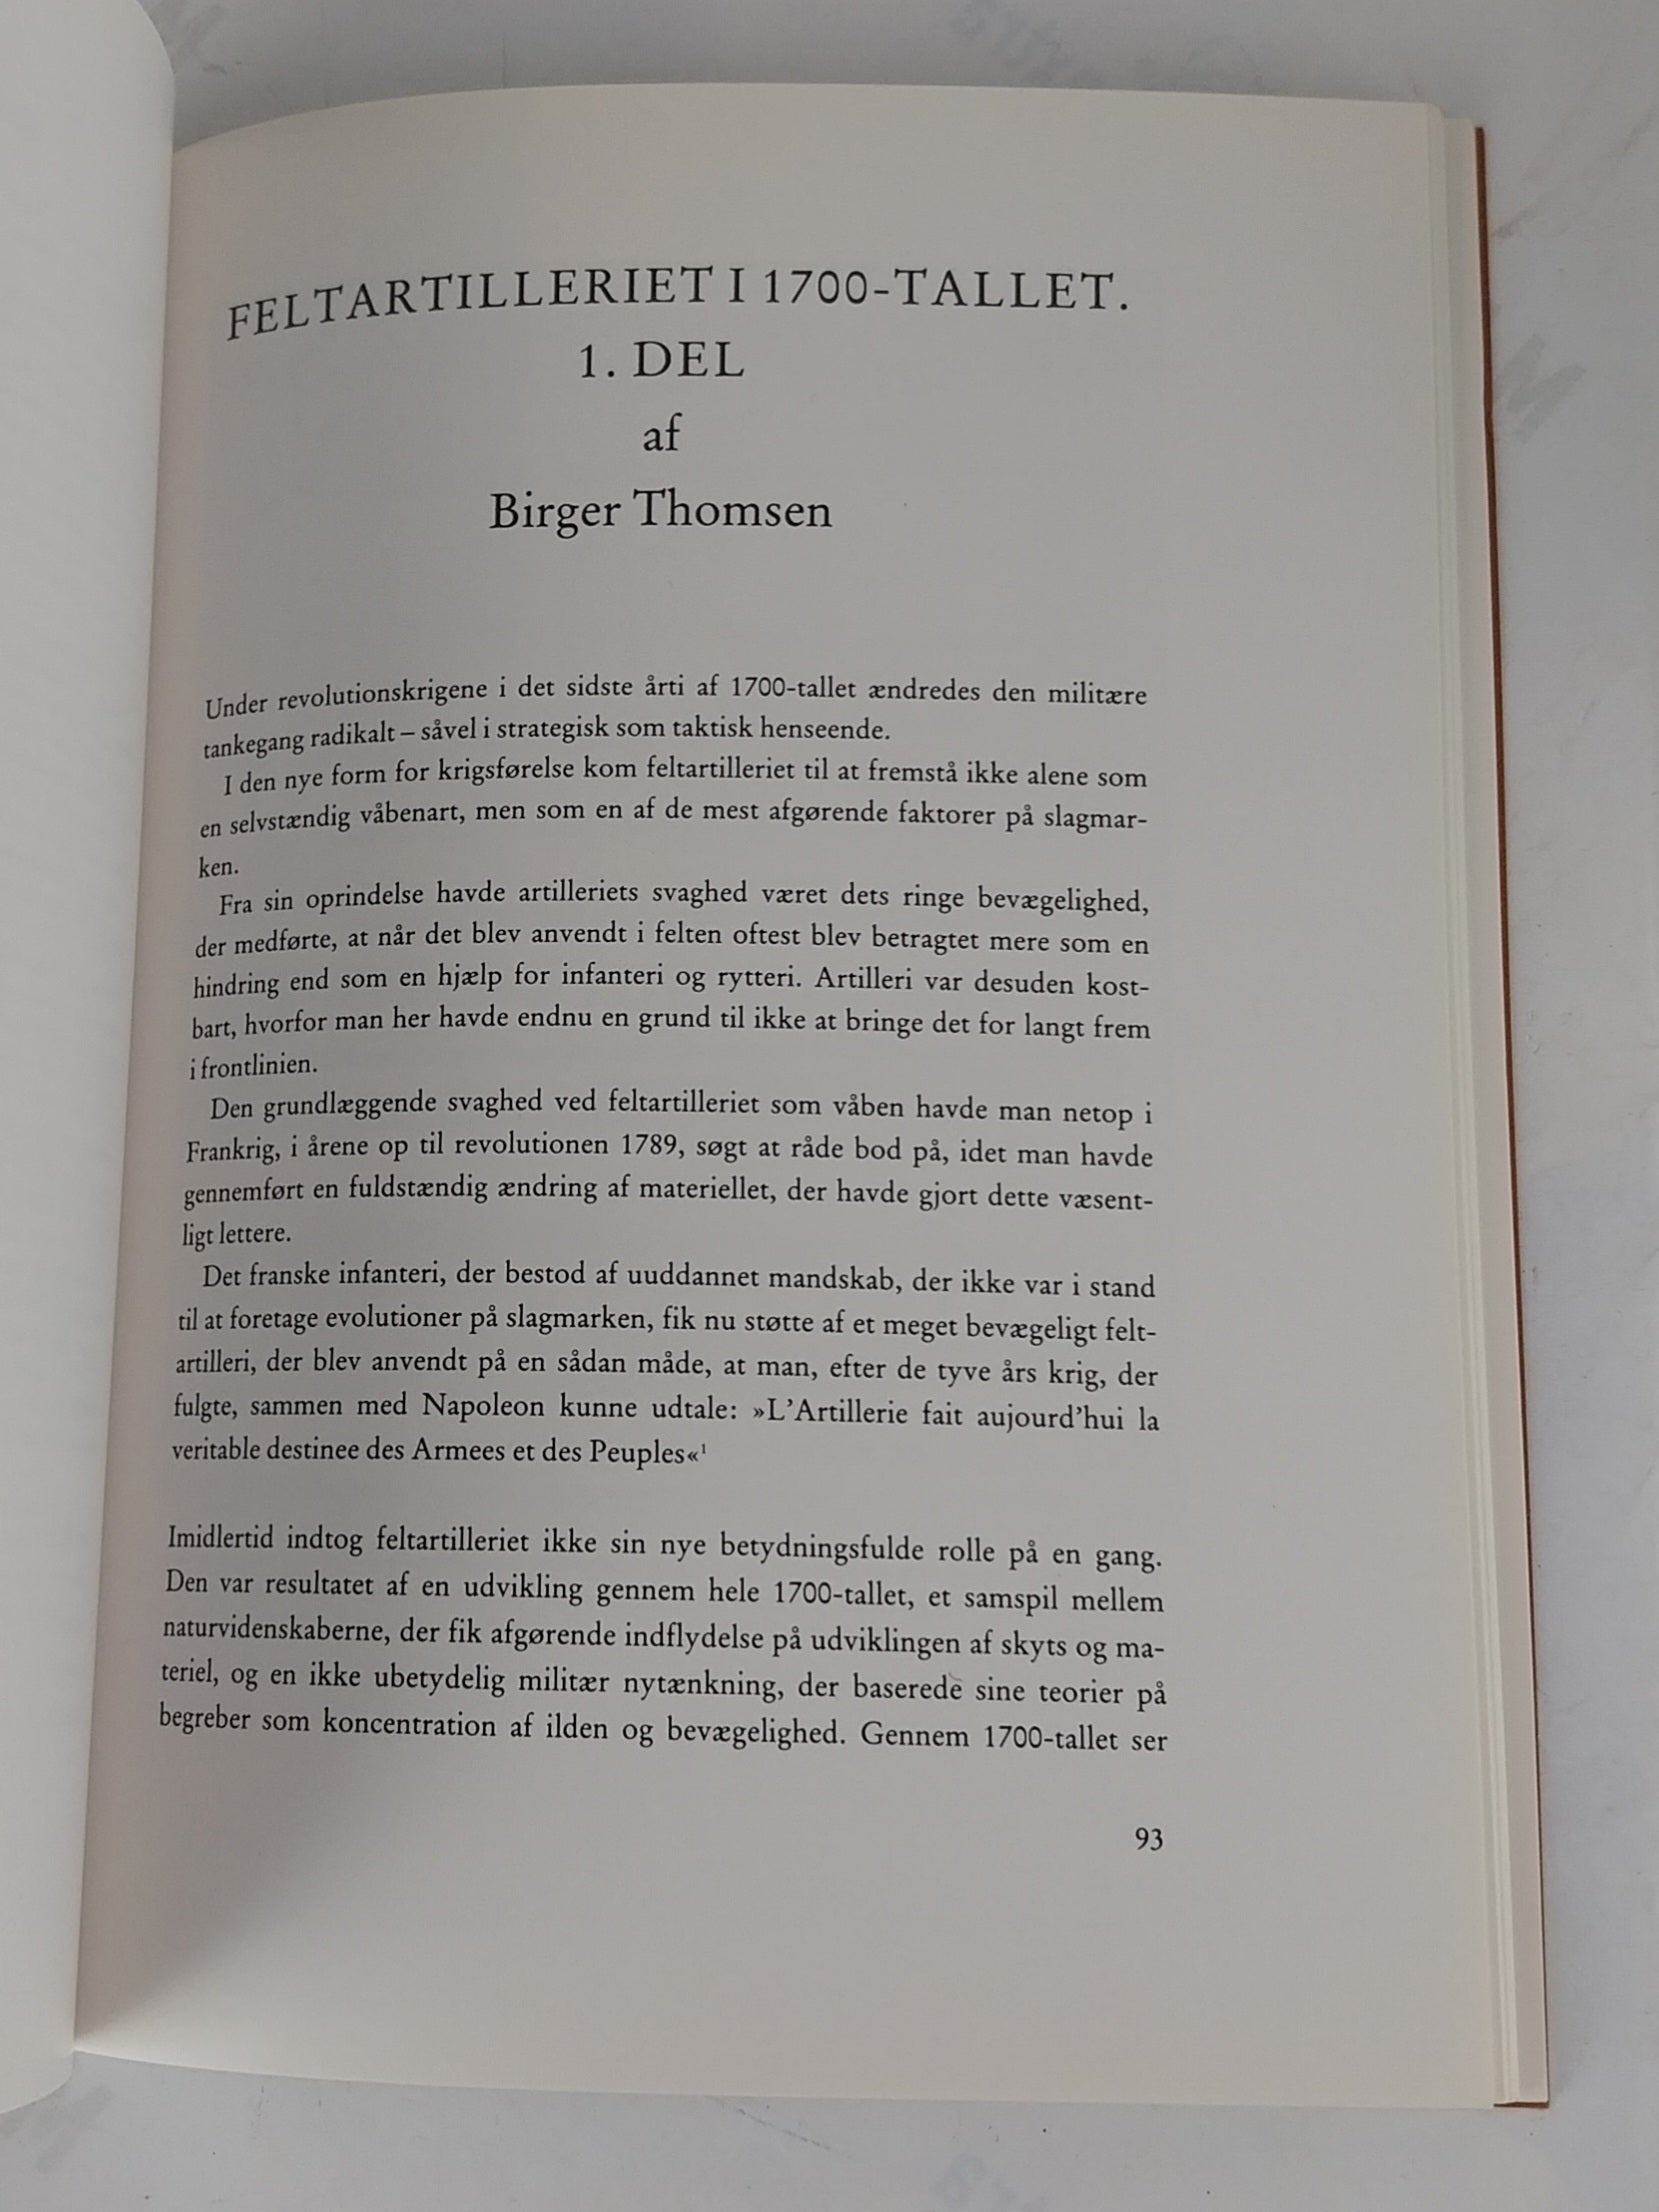 FELTARTILLERIET I 1700-TALLET.
1. DEL
af
Birger Thomsen
Under revolutionskrigene i det sidste årti af 1700-tallet ændredes den militære
tankegang radikalt – såvel i strategisk som taktisk henseende.
I den nye form for krigsførelse kom feltartilleriet til at fremstå ikke alene som
en selvstændig våbenart, men som en af de mest afgørende faktorer på slagmar-
ken.
Fra sin oprindelse havde artilleriets svaghed været dets ringe bevægelighed,
der medførte, at når det blev anvendt i felten oftest blev betragtet mere som en
hindring end som en hjælp for infanteri og rytteri. Artilleri var desuden kost-
bart, hvorfor man her havde endnu en grund til ikke at bringe det for langt frem
i frontlinien.
Den grundlæggende svaghed ved feltartilleriet som våben havde man netop i
Frankrig, i årene op til revolutionen 1789, søgt at råde bod på, idet man havde
gennemført en fuldstændig ændring af materiellet, der havde gjort dette væsent-
ligt lettere.
Det franske infanteri, der bestod af uuddannet mandskab, der ikke var i stand
til at foretage evolutioner på slagmarken, fik nu støtte af et meget bevægeligt felt-
artilleri, der blev anvendt på en sådan måde, at man, efter de tyve års krig, der
fulgte, sammen med Napoleon kunne udtale: »L’Artillerie fait aujourd’hui la
veritable destinee des Armees et des Peuples«¹
Imidlertid indtog feltartilleriet ikke sin nye betydningsfulde rolle på en gang.
Den var resultatet af en udvikling gennem hele 1700-tallet, et samspil mellem
naturvidenskaberne, der fik afgørende indflydelse på udviklingen af skyts og ma-
teriel, og en ikke ubetydelig militær nytænkning, der baserede sine teorier på
begreber som koncentration af ilden og bevægelighed. Gennem 1700-tallet ser
93